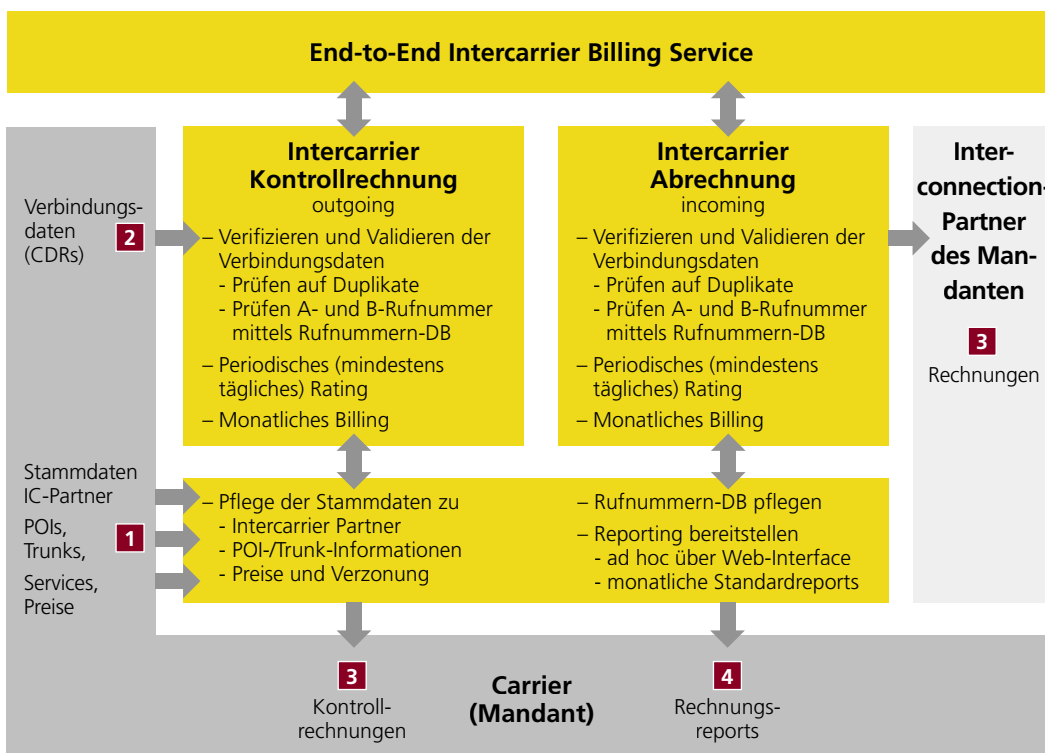 End-to-End Intercarrier Billing Service
Verbindungs-
daten
(CDRs)
2
Intercarrier
Kontrollrechnung
outgoing
– Verifizieren und Validieren der
Verbindungsdaten
- Prüfen auf Duplikate
- Prüfen A- und B-Rufnummer
mittels Rufnummern-DB
– Periodisches (mindestens
tägliches) Rating
– Monatliches Billing
Intercarrier
Abrechnung
incoming
– Verifizieren und Validieren der
Verbindungsdaten
- Prüfen auf Duplikate
- Prüfen A- und B-Rufnummer
mittels Rufnummern-DB
– Periodisches (mindestens
tägliches) Rating
– Monatliches Billing
Inter-
connection-
Partner
des Man-
danten
3
Rechnungen
Stammdaten
IC-Partner
POIs,
Trunks,
1
Services,
Preise
– Pflege der Stammdaten zu
- Intercarrier Partner
- POI-/Trunk-Informationen
- Preise und Verzonung
– Rufnummern-DB pflegen
– Reporting bereitstellen
- ad hoc über Web-Interface
- monatliche Standardreports
3
Kontroll-
rechnungen
Carrier
(Mandant)
4
Rechnungs-
reports